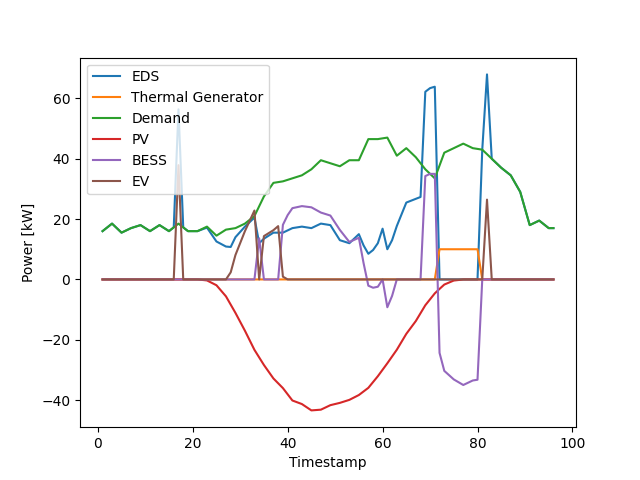 EDS
Thermal Generator
Demand
PV
BESS
EV
60
40
20
0
−20
−40
Power [kW]
0 20 40 60 80 100
Timestamp